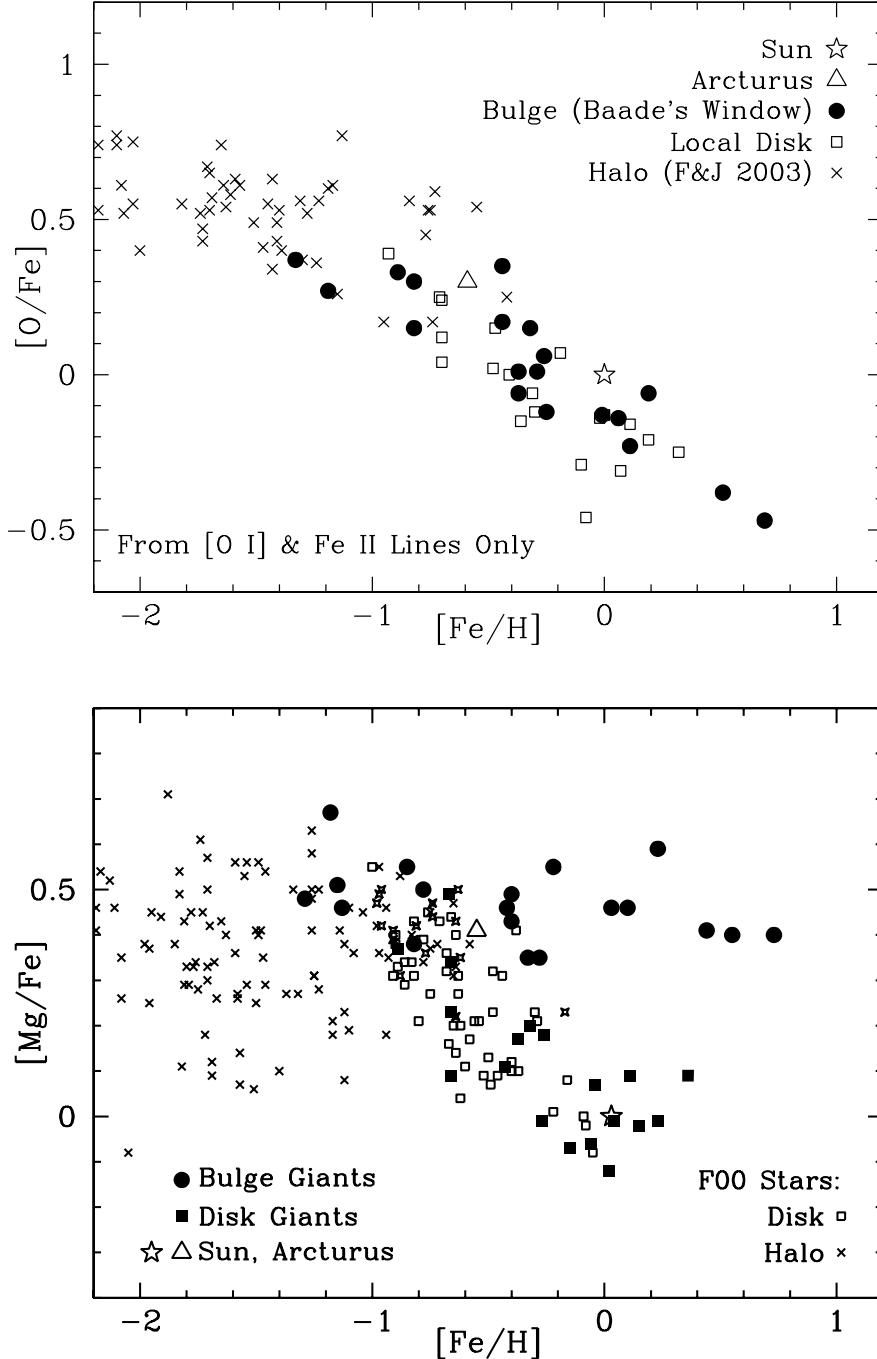 1
0.5
0
−0.5
[O/Fe]
Sun
Arcturus
Bulge (Baade's Window)
Local Disk
Halo (F&J 2003)
From [O I] & Fe II Lines Only
−2 −1 0 1
[Fe/H]
0.5
0
[Mg/Fe]
Bulge Giants
Disk Giants
Sun, Arcturus
F00 Stars:
Disk
Halo
−2 −1 0 1
[Fe/H]